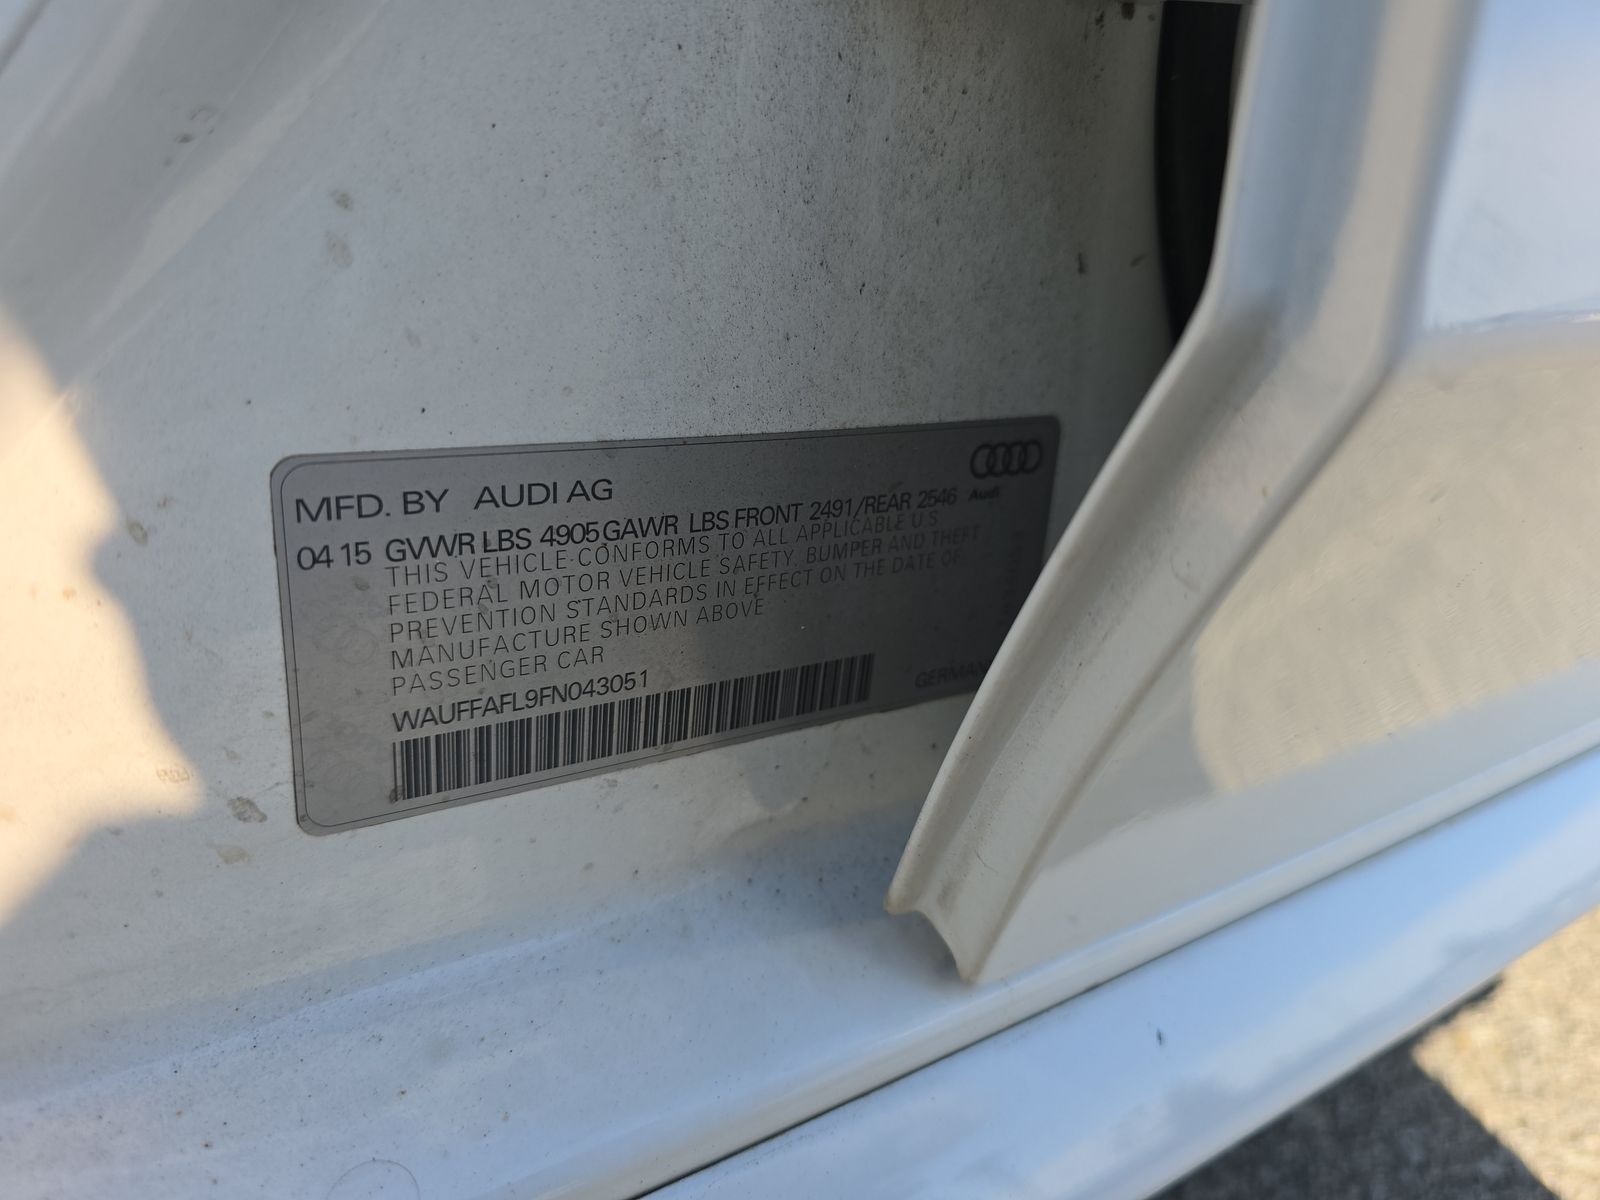 MFD. BY AUDI AG
Audi
04 15 GVWR LBS 4905 GAWR LBS FRONT 2491/REAR 2546
THIS VEHICLE CONFORMS TO ALL APPLICABLE U.S
FEDERAL MOTOR VEHICLE SAFETY, BUMPER AND THEFT
PREVENTION STANDARDS IN EFFECT ON THE DATE OF
MANUFACTURE SHOWN ABOVE
PASSENGER CAR
WAUFFAFL9FN043051
GERMAN